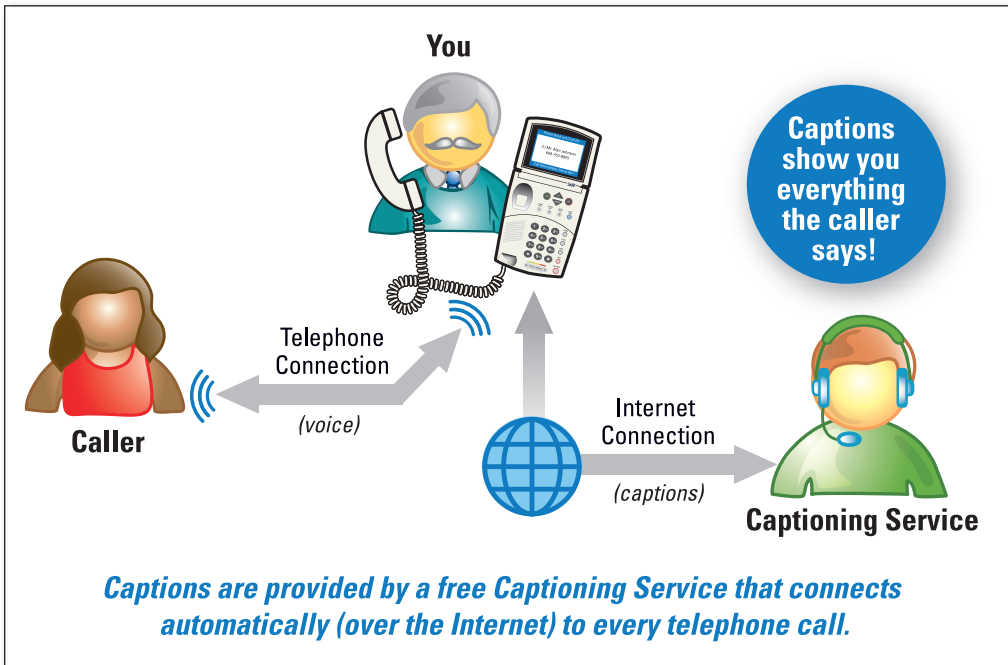 You
Captions
show you
everything
the caller
says!
Telephone
Connection
(voice)
Caller
Internet
Connection
(captions)
Captioning Service
Captions are provided by a free Captioning Service that connects
automatically (over the Internet) to every telephone call.